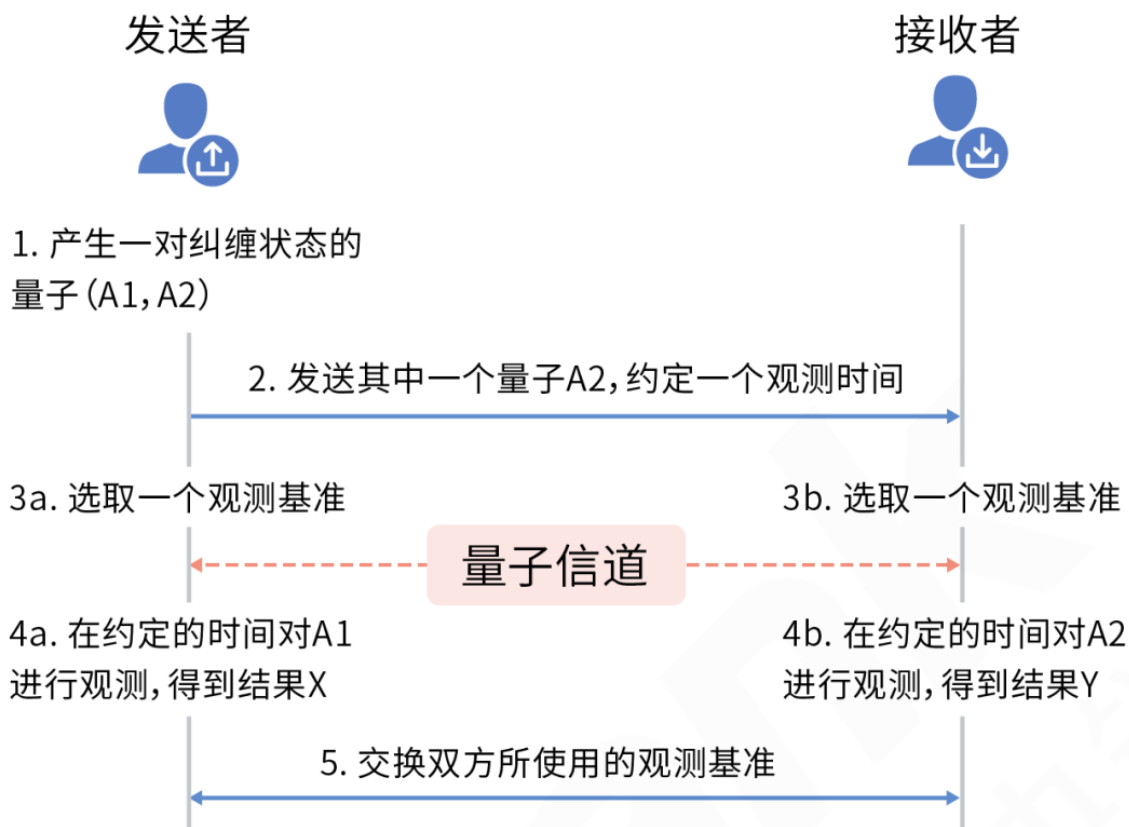 发送者
接收者
1. 产生一对纠缠状态的
量子(A1,A2)
2. 发送其中一个量子A2,约定一个观测时间
3a. 选取一个观测基准
3b. 选取一个观测基准
量子信道
4a. 在约定的时间对A1
进行观测,得到结果X
4b. 在约定的时间对A2
进行观测,得到结果Y
5. 交换双方所使用的观测基准